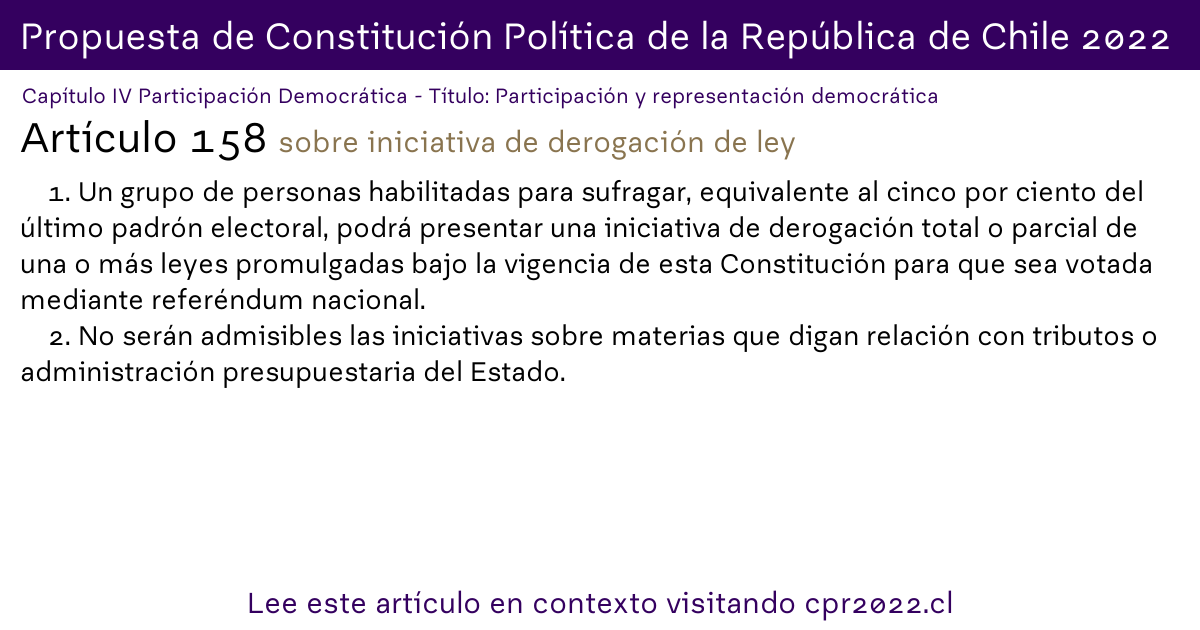 Propuesta de Constitución Política de la República de Chile 2022
Capítulo IV Participación Democrática - Título: Participación y representación democrática
Artículo 158 sobre iniciativa de derogación de ley
1. Un grupo de personas habilitadas para sufragar, equivalente al cinco por ciento del
último padrón electoral, podrá presentar una iniciativa de derogación total o parcial de
una o más leyes promulgadas bajo la vigencia de esta Constitución para que sea votada
mediante referéndum nacional.
2. No serán admisibles las iniciativas sobre materias que digan relación con tributos o
administración presupuestaria del Estado.
Lee este artículo en contexto visitando cpr2022.cl